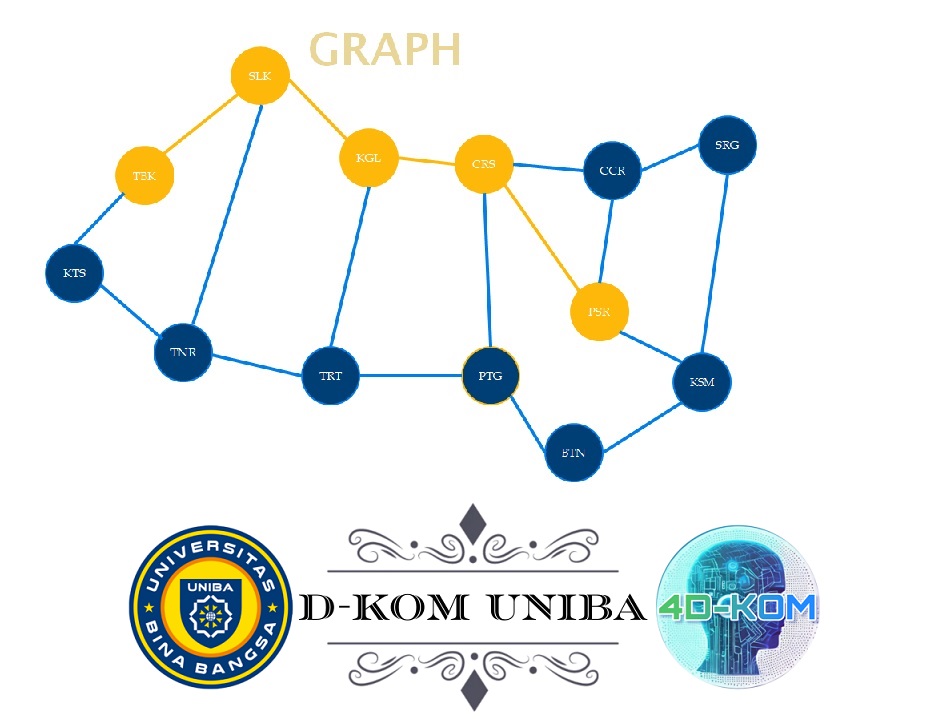 GRAPH
SLK
KGL
CRS
CCR
SRG
TBK
KTS
PSR
TNR
TRT
PTG
KSM
BTN
UNIVERSITAS
UNIBA
BINA BANGSA
D-KOM UNIBA
4D-KOM